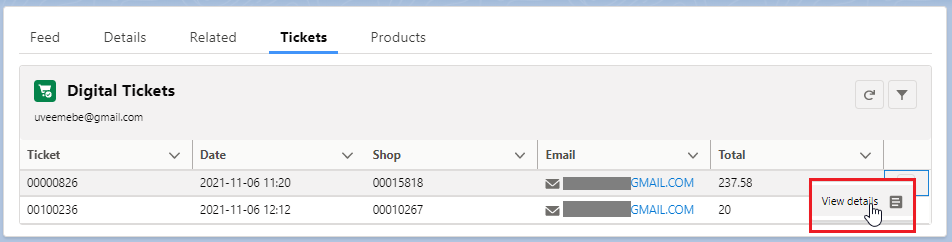 Feed Details Related Tickets Products
Digital Tickets
uveemebe@gmail.com
Ticket Date Shop Email Total
00000826 2021-11-06 11:20 00015818 GMAIL.COM 237.58
View details
00100236 2021-11-06 12:12 00010267 GMAIL.COM 20